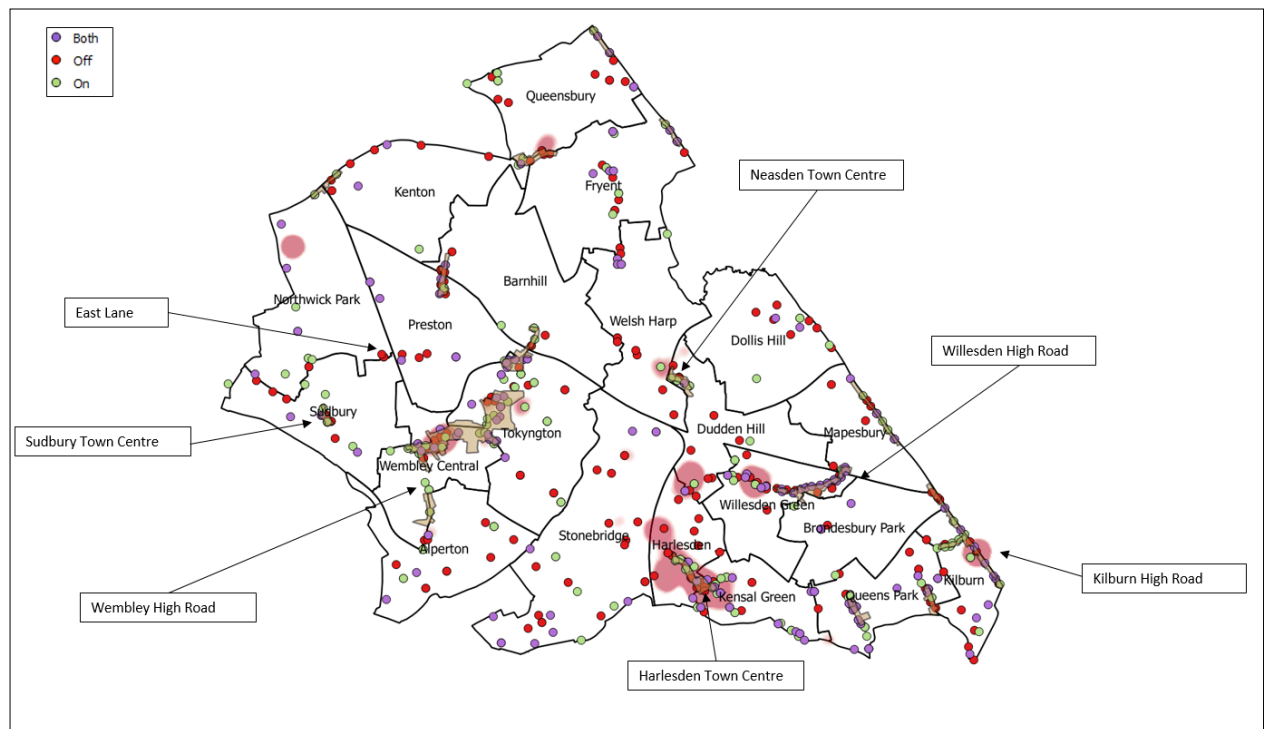 Both
Off
On
Queensbury
Neasden Town Centre
Kenton
Fryent
Northwick Park
Barnhill
East Lane
Preston
Welsh Harp
Dollis Hill
Willesden High Road
Sudbury
Sudbury Town Centre
Tokyngton
Dudden Hill
Mapesbury
Wembley Central
Willesden Green
Brondesbury Park
Stonebridge
Harlesden
Alperton
Kilburn
Kilburn High Road
Wembley High Road
Kensal Green
Queens Park
Harlesden Town Centre